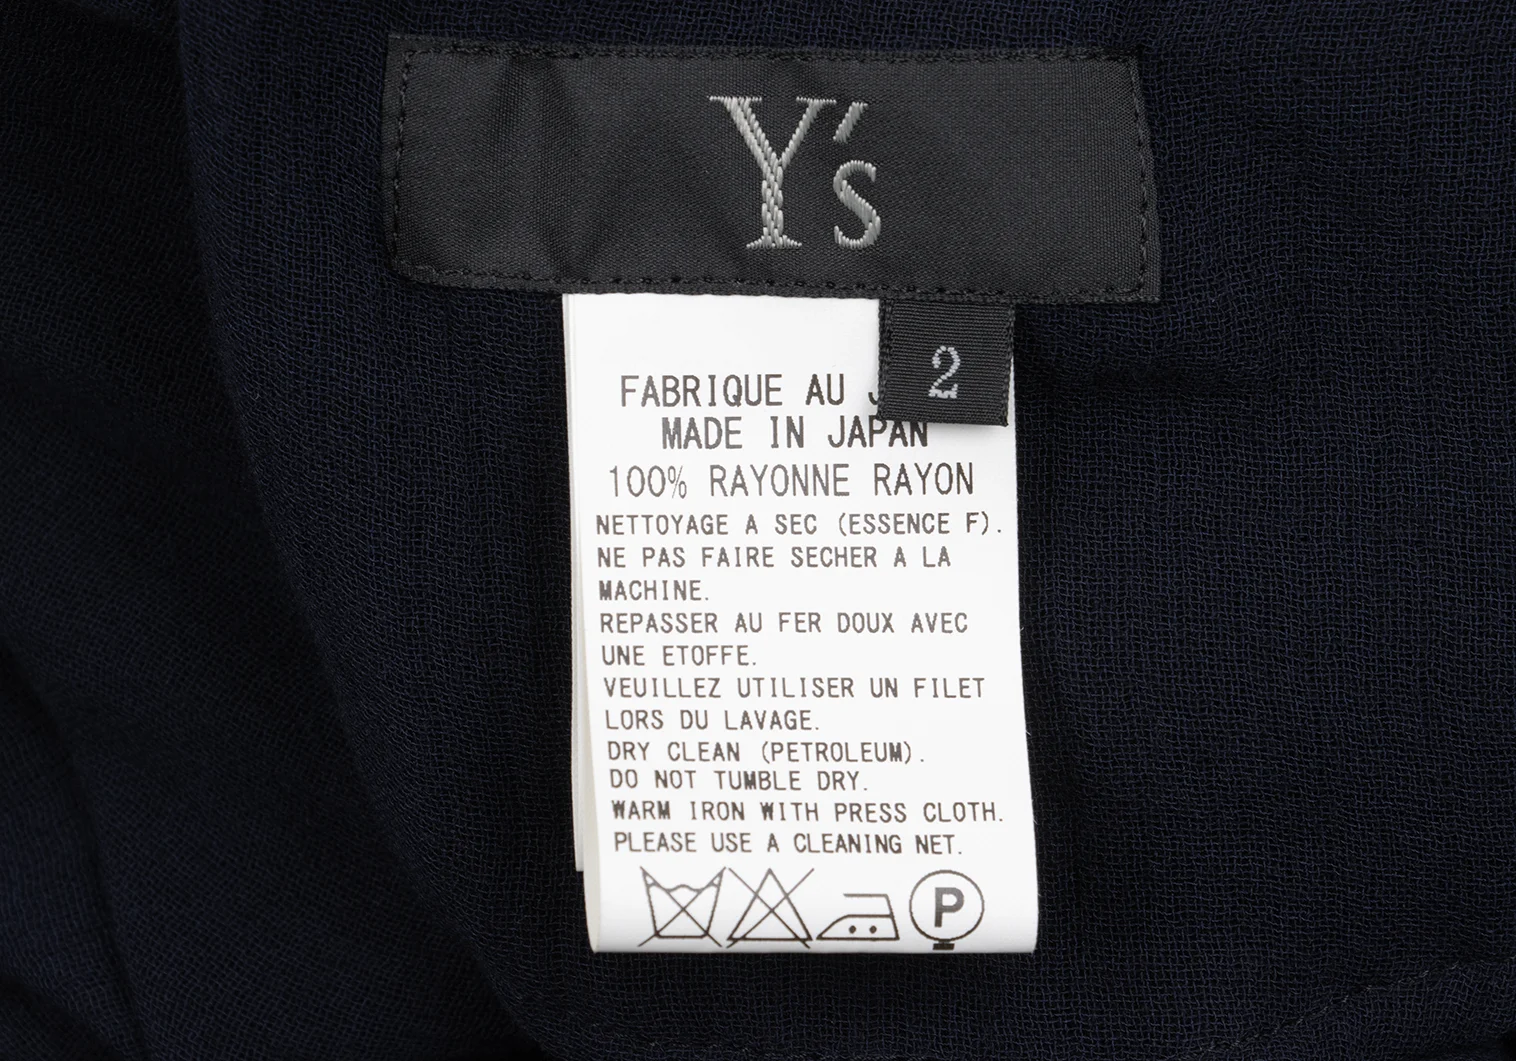 Y's
2
FABRIQUE AU
MADE IN JAPAN
100% RAYONNE RAYON
NETTOYAGE A SEC (ESSENCE F).
NE PAS FAIRE SECHER A LA
MACHINE.
REPASSER AU FER DOUX AVEC
UNE ETOFFE.
VEUILLEZ UTILISER UN FILET
LORS DU LAVAGE.
DRY CLEAN (PETROLEUM).
DO NOT TUMBLE DRY.
WARM IRON WITH PRESS CLOTH.
PLEASE USE A CLEANING NET.
P